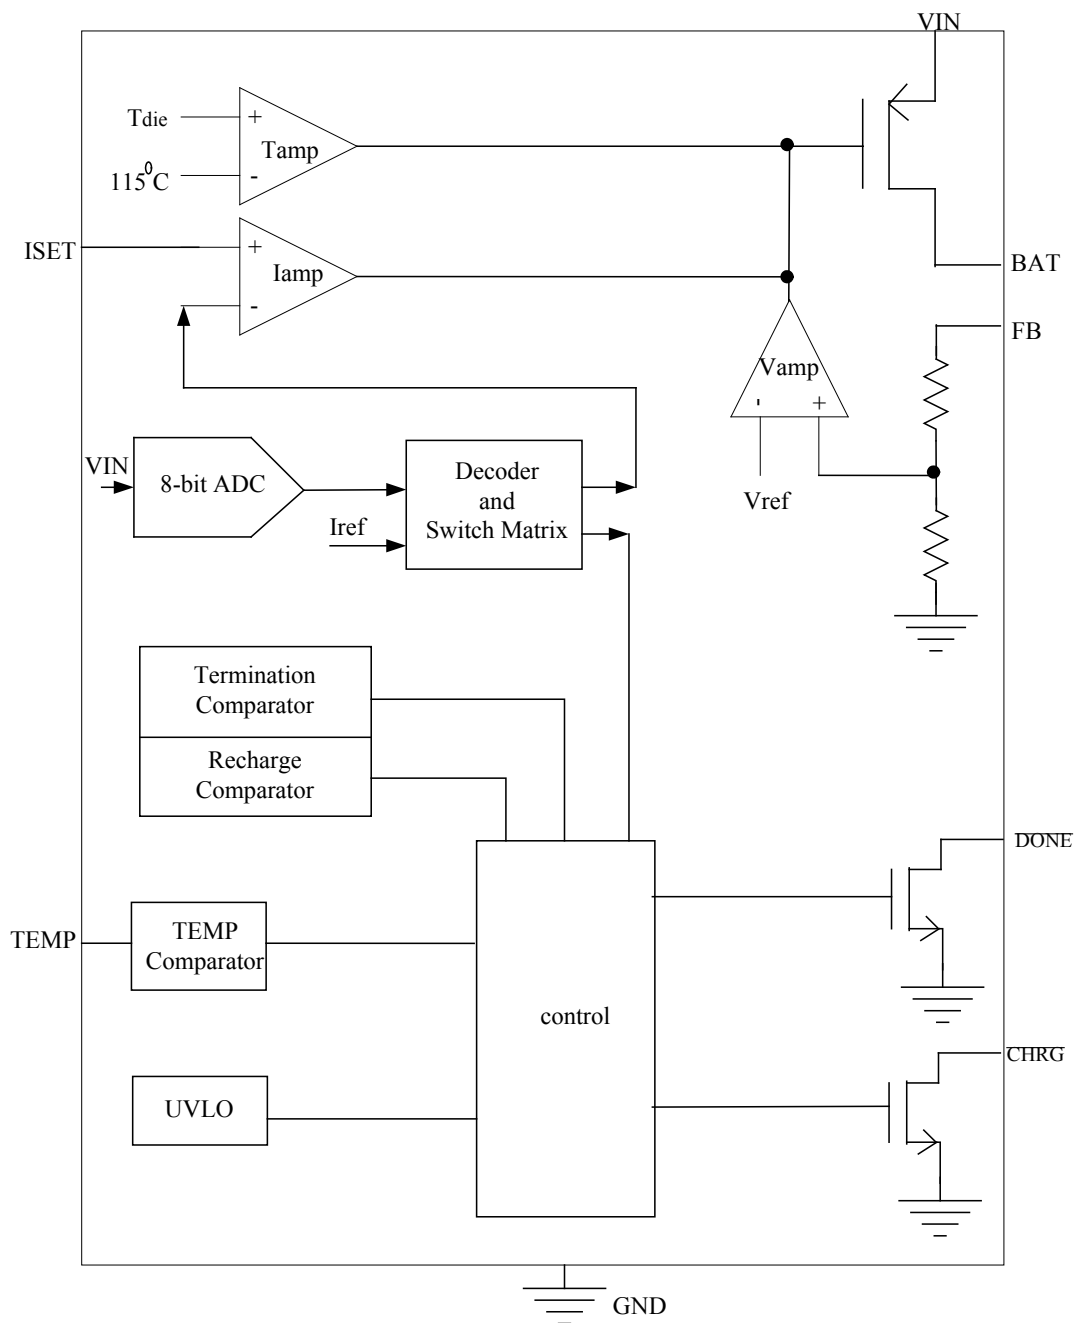 VIN
Tdie
+
Tamp
115⁰C
-
ISET
+
Iamp
-
BAT
FB
Vamp
- +
VIN
8-bit ADC
Decoder
and
Switch Matrix
Vref
Iref
Termination
Comparator
Recharge
Comparator
DONE
TEMP
TEMP
Comparator
control
CHRG
UVLO
GND